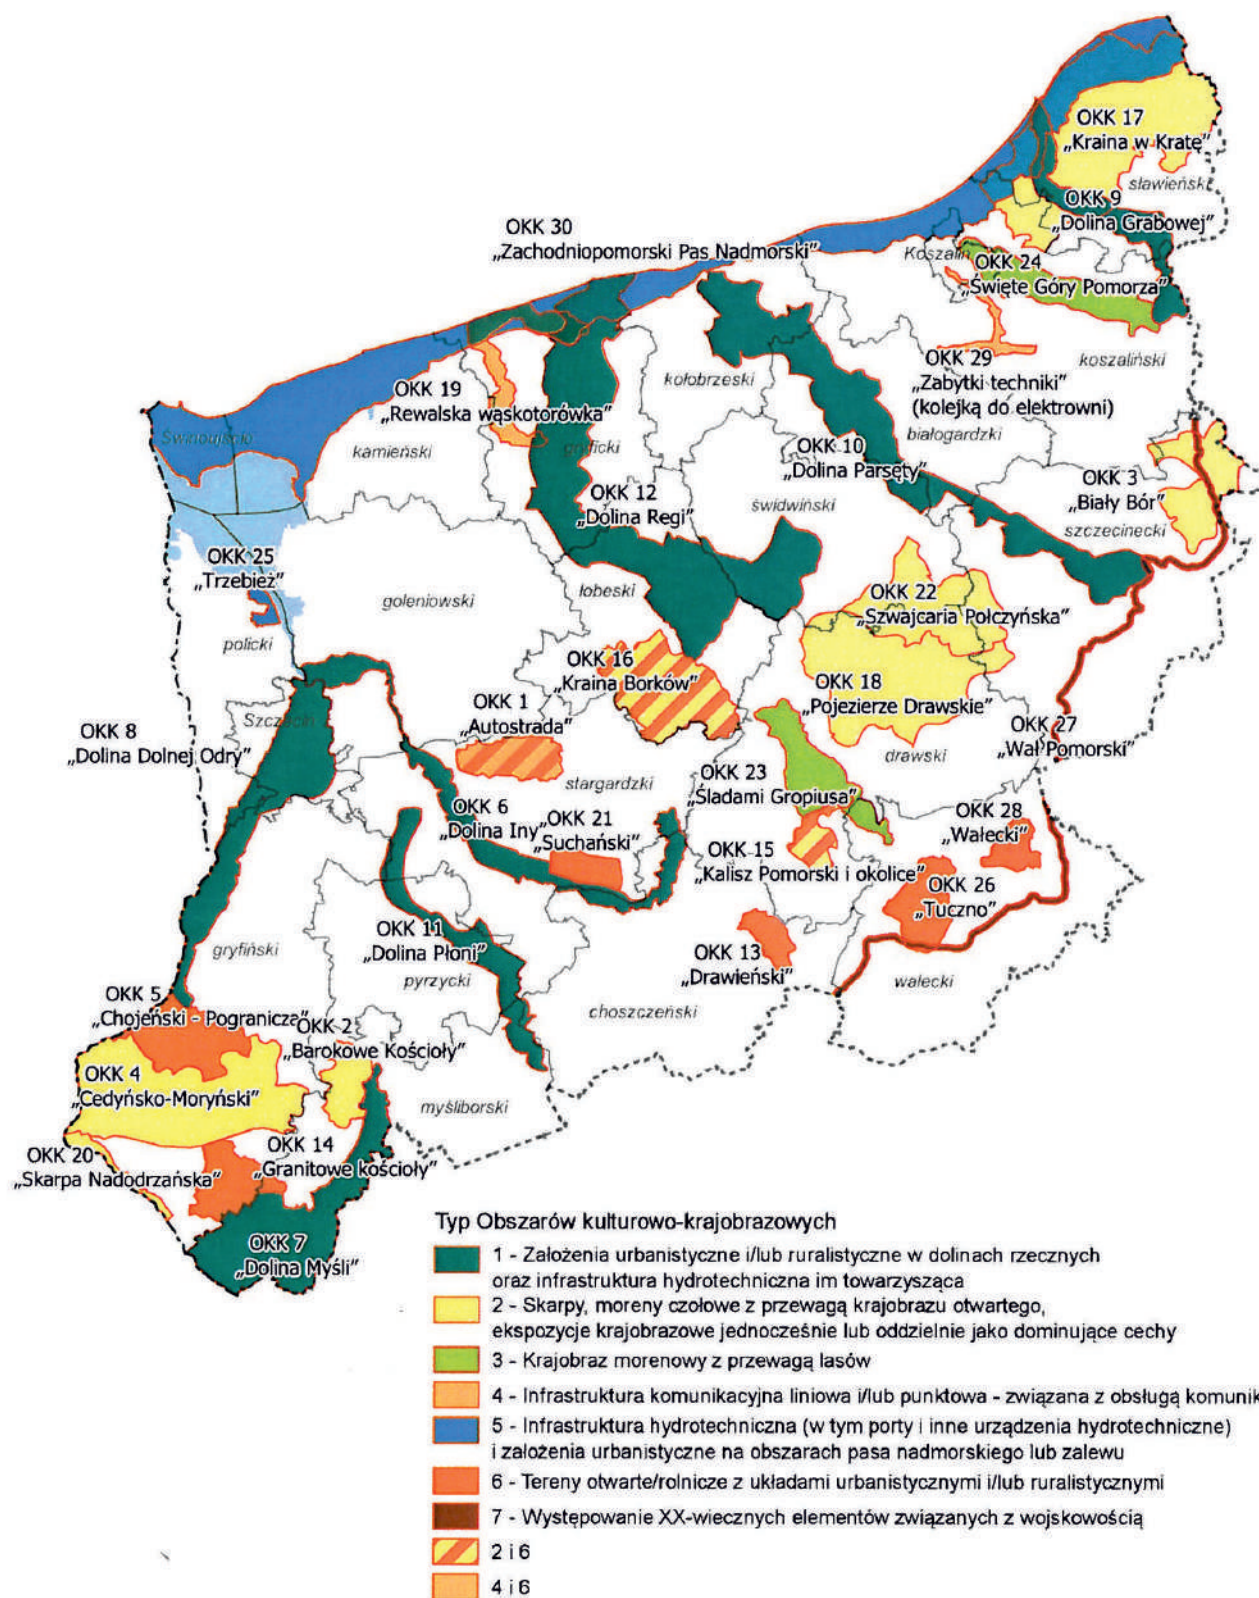 OKK 17
„Kraina w Kratę”
sławieński
OKK 9
„Dolina Grabowej”
OKK 30
„Zachodniopomorski Pas Nadmorski”
Koszalin
OKK 24
„Święte Góry Pomorza”
OKK 29
„Zabytki techniki”
(kolejką do elektrowni)
koszaliński
kołobrzeski
OKK 19
„Rewalska wąskotorówka”
Świnoujście
kamieński
gryficki
białogardzki
OKK 10
„Dolina Parsęty”
OKK 3
„Biały Bór”
szczecinecki
OKK 12
„Dolina Regi”
świdwiński
OKK 25
„Trzebież”
goleniowski
łobeski
OKK 22
„Szwajcaria Połczyńska”
policki
OKK 16
„Kraina Borków”
OKK 18
„Pojezierze Drawskie”
OKK 1
„Autostrada”
Szczecin
OKK 8
„Dolina Dolnej Odry”
OKK 27
„Wał Pomorski”
drawski
stargardzki
OKK 23
„Śladami Gropiusa”
OKK 6
„Dolina Iny”
OKK 21
„Suchański”
OKK 28
„Wałecki”
OKK 15
„Kalisz Pomorski i okolice”
OKK 26
„Tuczno”
OKK 11
„Dolina Płoni”
gryfiński
pyrzycki
OKK 13
„Drawieński”
wałecki
choszczeński
OKK 5
„Chojeński - Pogranicza”
OKK 2
„Barokowe Kościoły”
OKK 4
„Cedyńsko-Moryński”
myśliborski
OKK 14
„Granitowe kościoły”
OKK 20
„Skarpa Nadodrzańska”
OKK 7
„Dolina Myśli”
Typ Obszarów kulturowo-krajobrazowych
1 - Założenia urbanistyczne i/lub ruralistyczne w dolinach rzecznych
oraz infrastruktura hydrotechniczna im towarzysząca
2 - Skarpy, moreny czołowe z przewagą krajobrazu otwartego,
ekspozycje krajobrazowe jednocześnie lub oddzielnie jako dominujące cechy
3 - Krajobraz morenowy z przewagą lasów
4 - Infrastruktura komunikacyjna liniowa i/lub punktowa - związana z obsługą komunik
5 - Infrastruktura hydrotechniczna (w tym porty i inne urządzenia hydrotechniczne)
i założenia urbanistyczne na obszarach pasa nadmorskiego lub zalewu
6 - Tereny otwarte/rolnicze z układami urbanistycznymi i/lub ruralistycznymi
7 - Występowanie XX-wiecznych elementów związanych z wojskowością
2 i 6
4 i 6